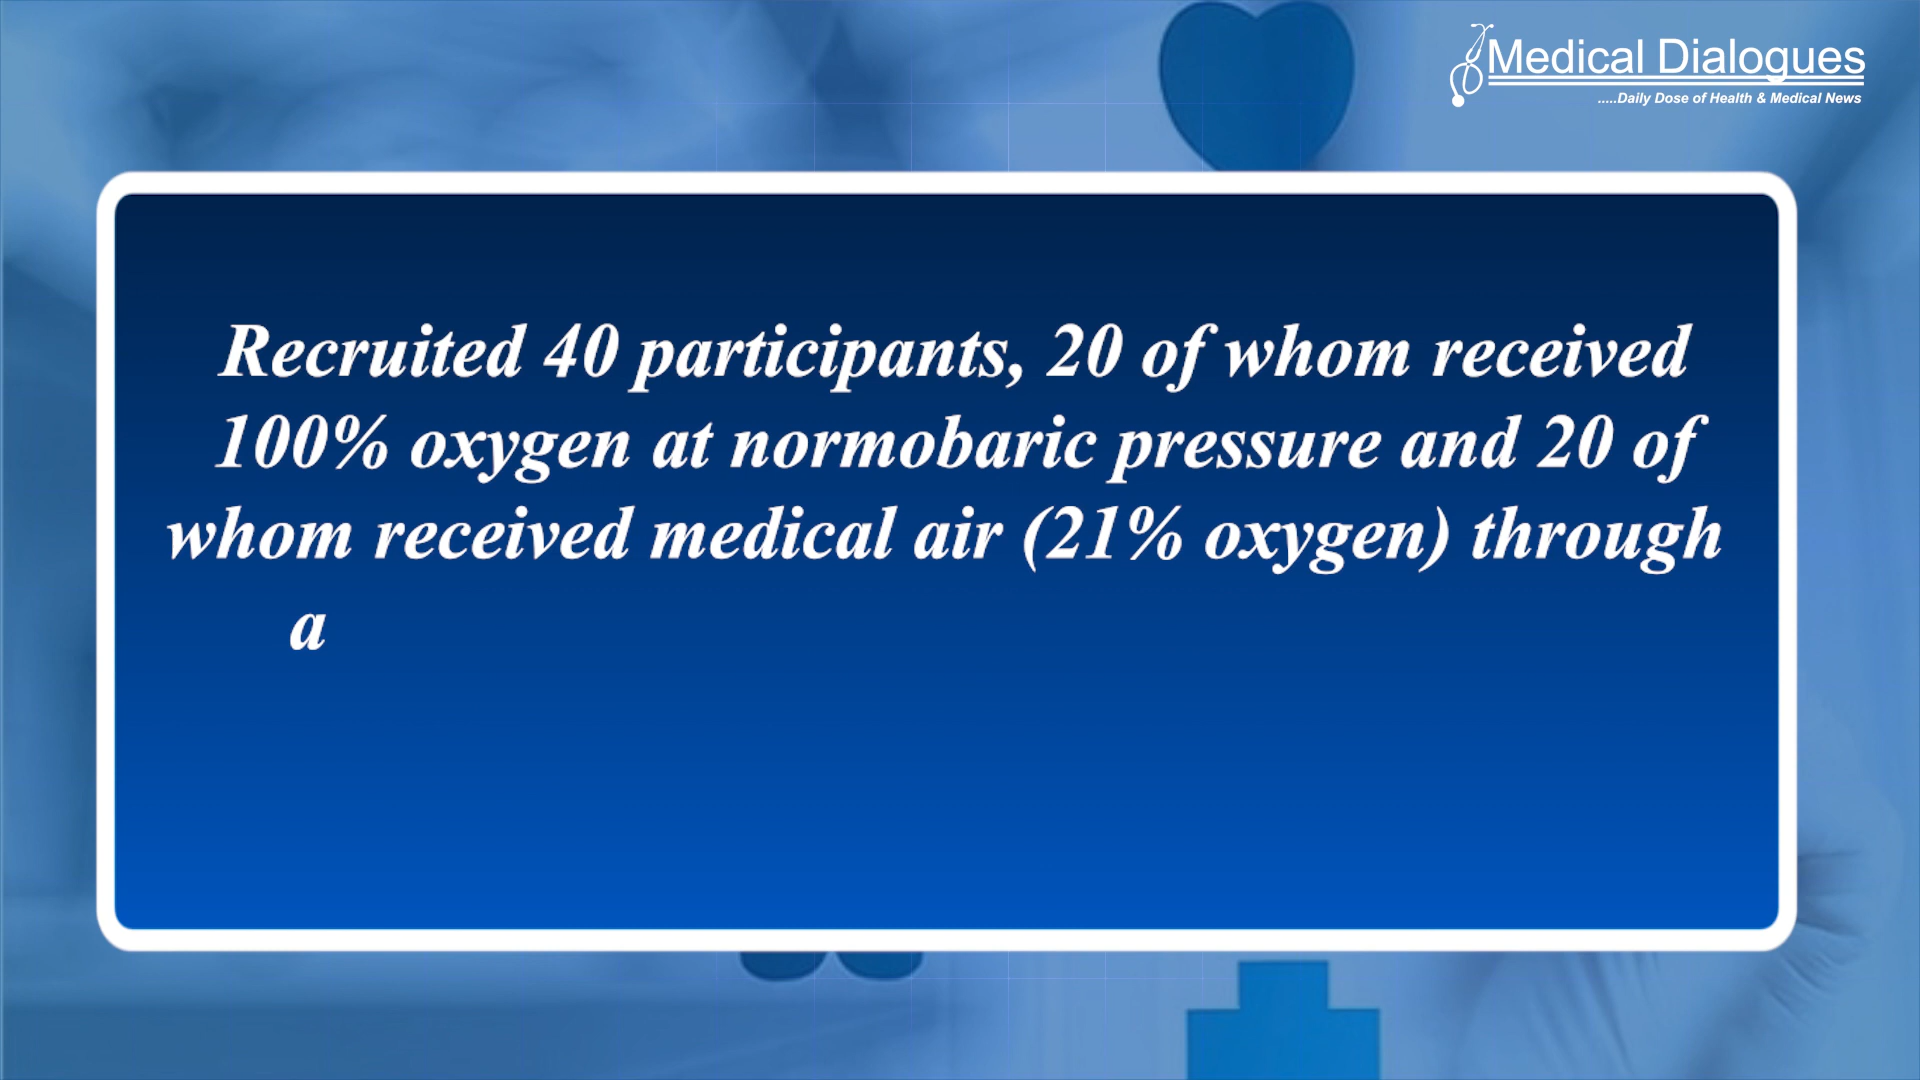 Medical Dialogues
.....Daily Dose of Health & Medical News
Recruited 40 participants, 20 of whom received
100% oxygen at normobaric pressure and 20 of
whom received medical air (21% oxygen) through
a